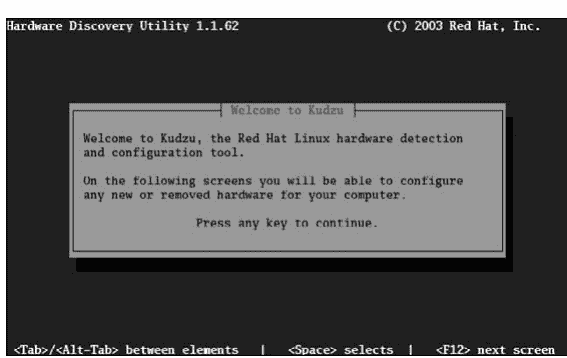 Hardware Discovery Utility 1.1.62 (C) 2003 Red Hat, Inc.
Welcome to Kudzu
Welcome to Kudzu, the Red Hat Linux hardware detection
and configuration tool.
On the following screens you will be able to configure
any new or removed hardware for your computer.
Press any key to continue.
<Tab>/<Alt-Tab> between elements | <Space> selects | <F12> next screen